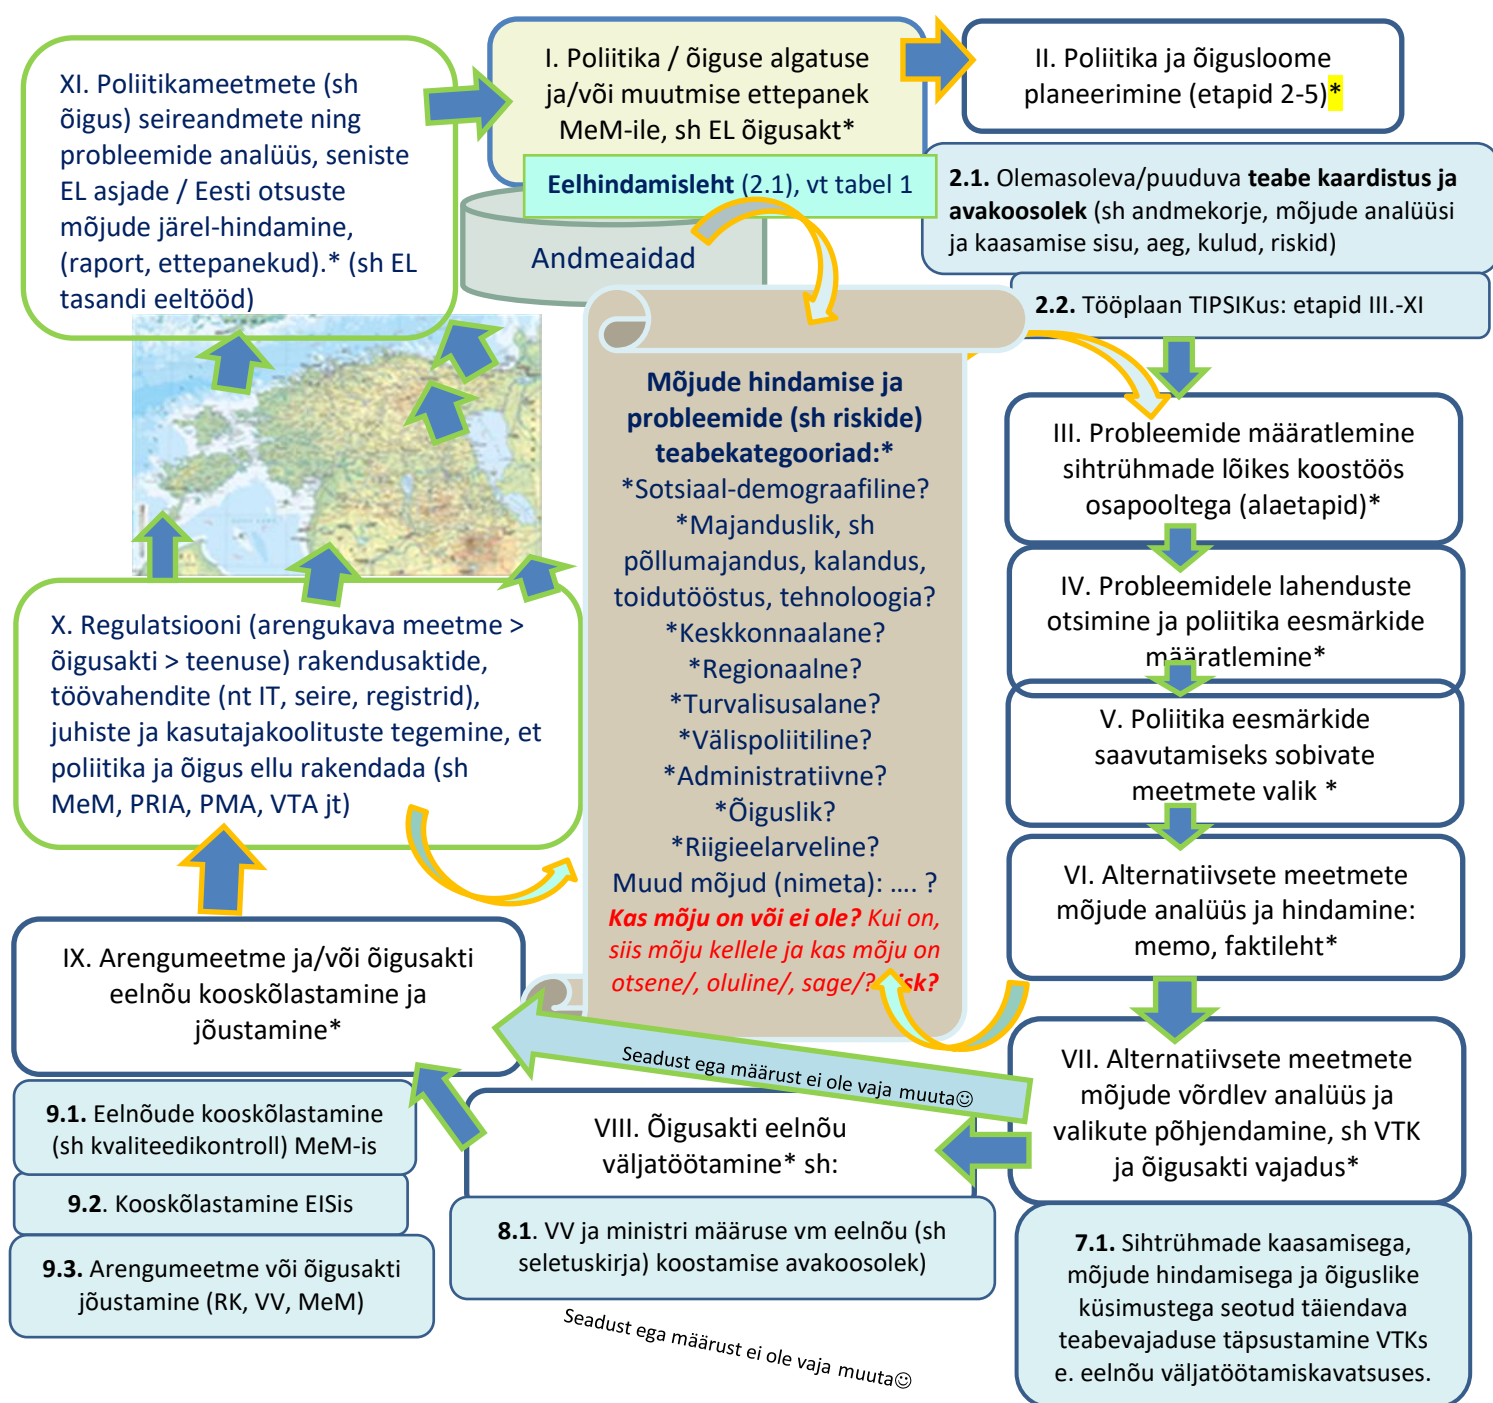 I. Poliitika / õiguse algatuse
ja/või muutmise ettepanek
MeM-ile, sh EL õigusakt*
Eelhindamisleht (2.1), vt tabel 1
Andmeaidad
II. Poliitika ja õigusloome
planeerimine (etapid 2-5)*
2.1. Olemasoleva/puuduva teabe kaardistus ja
avakoosolek (sh andmekorje, mõjude analüüsi
ja kaasamise sisu, aeg, kulud, riskid)
2.2. Tööplaan TIPSIKus: etapid III.-XI
III. Probleemide määratlemine
sihtrühmade lõikes koostöös
osapooltega (alaetapid)*
IV. Probleemidele lahenduste
otsimine ja poliitika eesmärkide
määratlemine*
V. Poliitika eesmärkide
saavutamiseks sobivate
meetmete valik *
VI. Alternatiivsete meetmete
mõjude analüüs ja hindamine:
memo, faktileht*
VII. Alternatiivsete meetmete
mõjude võrdlev analüüs ja
valikute põhjendamine, sh VTK
ja õigusakti vajadus*
7.1. Sihtrühmade kaasamisega,
mõjude hindamisega ja õiguslike
küsimustega seotud täiendava
teabevajaduse täpsustamine VTKs
e. eelnõu väljatöötamiskavatsuses.
Seadust ega määrust ei ole vaja muuta☺
VIII. Õigusakti eelnõu
väljatöötamine* sh:
8.1. VV ja ministri määruse vm eelnõu (sh
seletuskirja) koostamise avakoosolek)
Seadust ega määrust ei ole vaja muuta☺
IX. Arengumeetme ja/või õigusakti
eelnõu kooskõlastamine ja
jõustamine*
9.1. Eelnõude kooskõlastamine
(sh kvaliteedikontroll) MeM-is
9.2. Kooskõlastamine EISis
9.3. Arengumeetme või õigusakti
jõustamine (RK, VV, MeM)
X. Regulatsiooni (arengukava meetme >
õigusakti > teenuse) rakendusaktide,
töövahendite (nt IT, seire, registrid),
juhiste ja kasutajakoolituste tegemine, et
poliitika ja õigus ellu rakendada (sh
MeM, PRIA, PMA, VTA jt)
XI. Poliitikameetmete (sh
õigus) seireandmete ning
probleemide analüüs, seniste
EL asjade / Eesti otsuste
mõjude järel-hindamine,
(raport, ettepanekud).* (sh EL
tasandi eeltööd)
Mõjude hindamise ja
probleemide (sh riskide)
teabekategooriad:*
*Sotsiaal-demograafiline?
*Majanduslik, sh
põllumajandus, kalandus,
toidutööstus, tehnoloogia?
*Keskkonnaalane?
*Regionaalne?
*Turvalisusalane?
*Välispoliitiline?
*Administratiivne?
*Õiguslik?
*Riigieelarveline?
Muud mõjud (nimeta): .... ?
Kas mõju on või ei ole? Kui on,
siis mõju kellele ja kas mõju on
otsene/, oluline/, sage/?